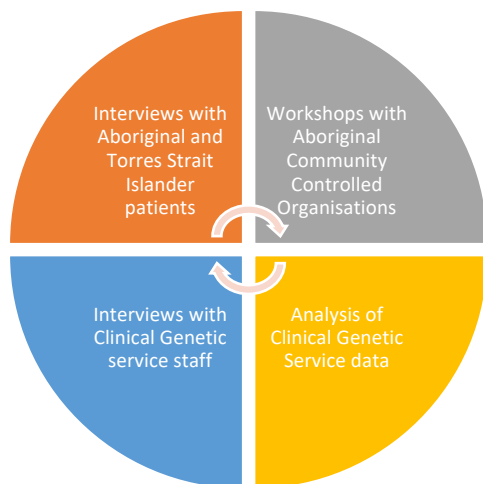 Interviews with
Aboriginal and
Torres Strait
Islander
patients
Workshops with
Aboriginal
Community
Controlled
Organisations
Interviews with
Clinical Genetic
service staff
Analysis of
Clinical Genetic
Service data